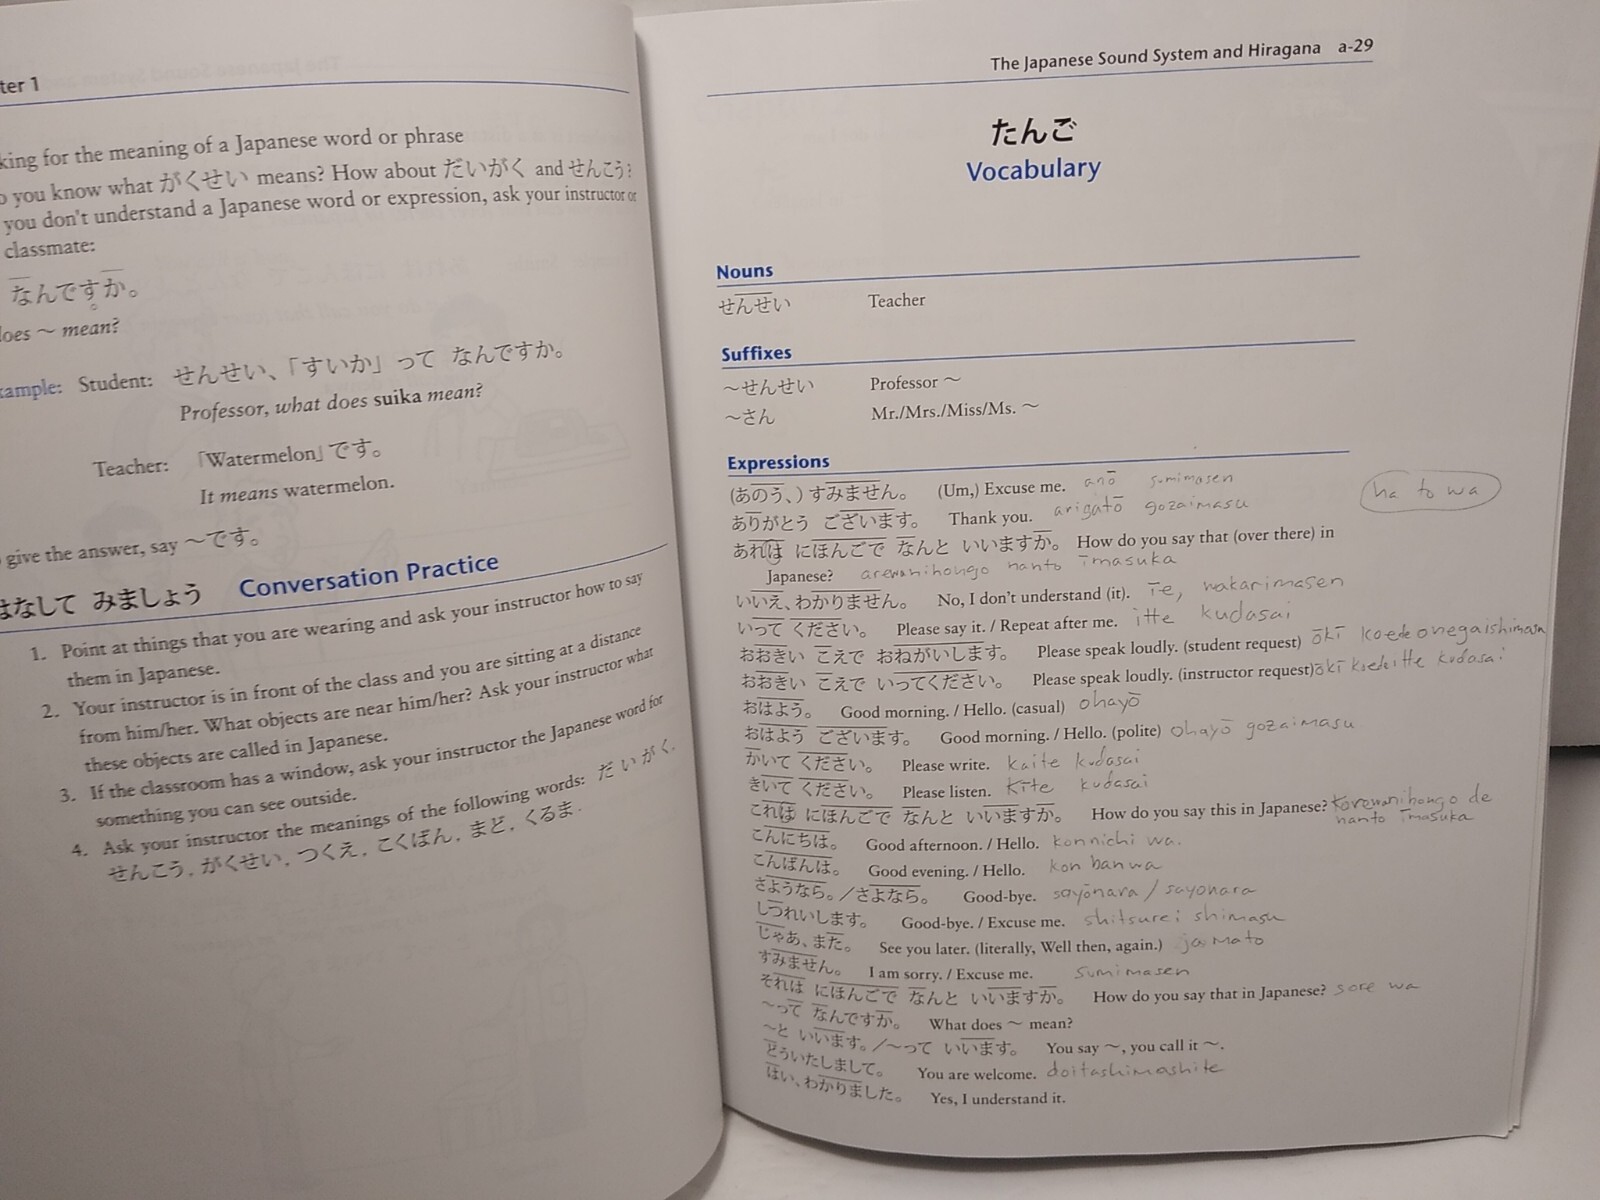 ter 1
king for the meaning of a Japanese word or phrase
o you know what がくせい means? How about だいがく and せんこう?
you don't understand a Japanese word or expression, ask your instructor or
classmate:
なんですか。
does 〜 mean?
xample: Student: せんせい、「すいか」って なんですか。
Professor, what does suika mean?
Teacher: 「Watermelon」です。
It means watermelon.
o give the answer, say 〜です。
はなして みましょう Conversation Practice
1. Point at things that you are wearing and ask your instructor how to say
them in Japanese.
2. Your instructor is in front of the class and you are sitting at a distance
from him/her. What objects are near him/her? Ask your instructor what
these objects are called in Japanese.
3. If the classroom has a window, ask your instructor the Japanese word for
something you can see outside.
4. Ask your instructor the meanings of the following words: だいがく,
せんこう, がくせい, つくえ, こくばん, まど, くるま.
The Japanese Sound System and Hiragana a-29
たんご
Vocabulary
Nouns
せんせい Teacher
Suffixes
〜せんせい Professor 〜
〜さん Mr./Mrs./Miss/Ms. 〜
Expressions
(あのう、) すみません。 (Um,) Excuse me. anō sumimasen
ha to wa
ありがとう ございます。 Thank you. arigatō gozaimasu
あれは にほんごで なんと いいますか。 How do you say that (over there) in
Japanese? arewanihongo nanto īmasuka
いいえ、わかりません。 No, I don't understand (it). īe, wakarimasen
いって ください。 Please say it. / Repeat after me. itte kudasai
おおきい こえで おねがいします。 Please speak loudly. (student request) ōkī koede onegaishimasu
おおきい こえで いってください。 Please speak loudly. (instructor request) ōkī koede itte kudasai
おはよう。 Good morning. / Hello. (casual) ohayō
おはよう ございます。 Good morning. / Hello. (polite) ohayō gozaimasu
かいて ください。 Please write. kaite kudasai
きいて ください。 Please listen. kīte kudasai
これは にほんごで なんと いいますか。 How do you say this in Japanese? korewanihongo de
nanto īmasuka
こんにちは。 Good afternoon. / Hello. konnichi wa.
こんばんは。 Good evening. / Hello. kon banwa
さようなら。/さよなら。 Good-bye. sayōnara / sayonara
しつれいします。 Good-bye. / Excuse me. shitsurei shimasu
じゃあ、また。 See you later. (literally, Well then, again.) ja mato
すみません。 I am sorry. / Excuse me. sumimasen
それは にほんごで なんと いいますか。 How do you say that in Japanese? sore wa
〜って なんですか。 What does 〜 mean?
〜と いいます。/〜って いいます。 You say 〜, you call it 〜.
どういたしまして。 You are welcome. doitashimashite
はい、わかりました。 Yes, I understand it.